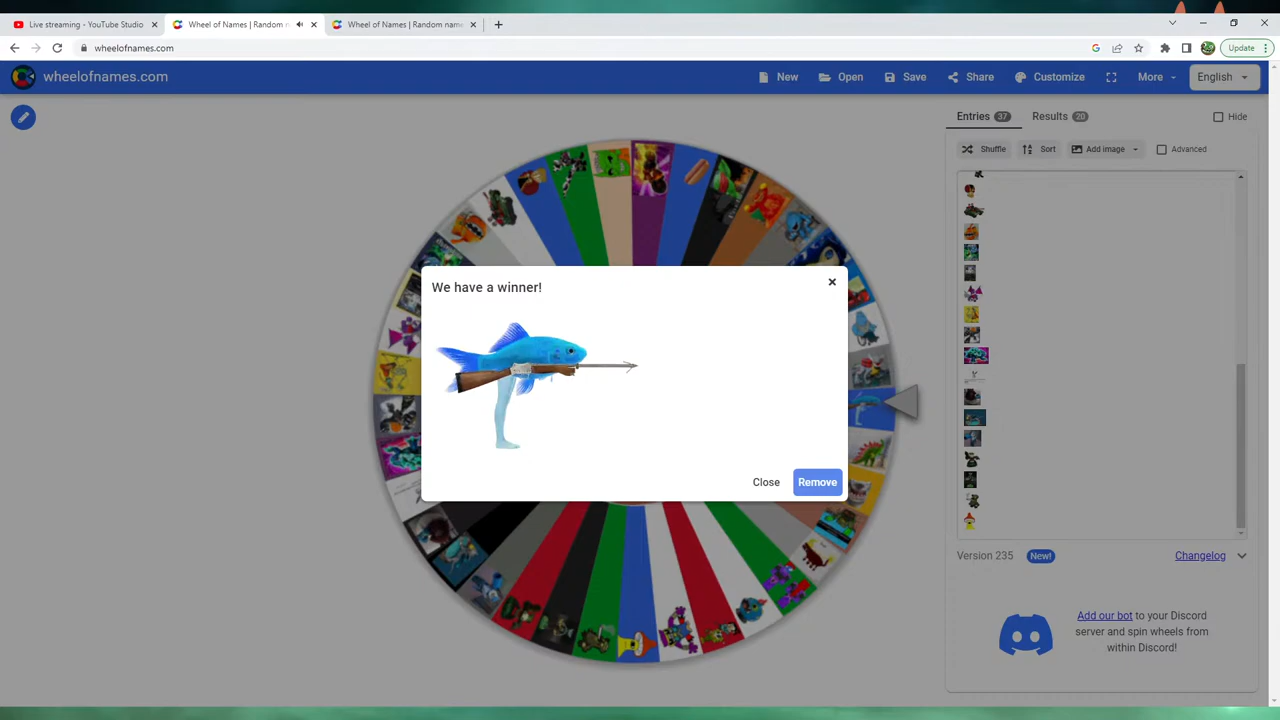 Live streaming - YouTube Studio
Wheel of Names | Random n
Wheel of Names | Random name
wheelofnames.com
Update
wheelofnames.com
New
Open
Save
Share
Customize
More
English
Entries 37
Results 20
Hide
Shuffle
Sort
Add image
Advanced
We have a winner!
Close
Remove
Version 235
New!
Changelog
Add our bot to your Discord
server and spin wheels from
within Discord!